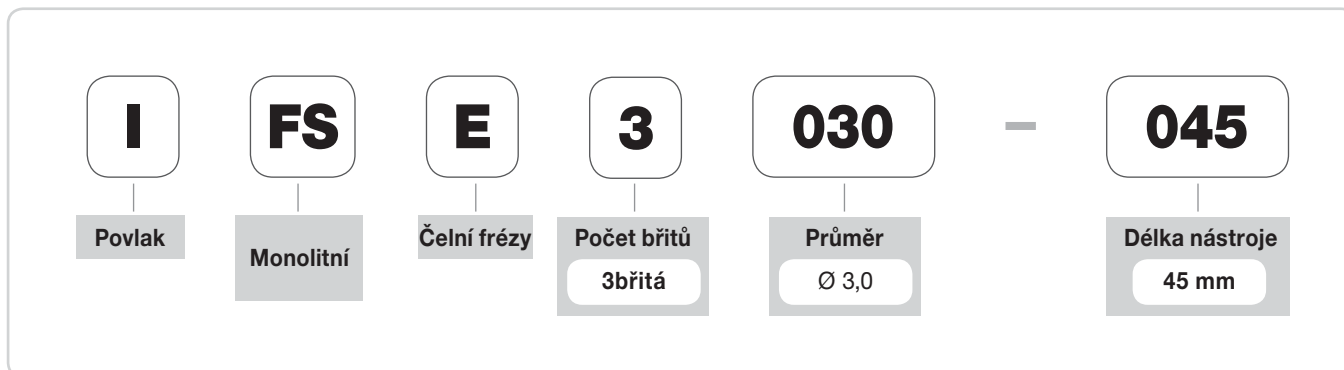 I FS E 3 030 – 045
Povlak
Monolitní
Čelní frézy
Počet břitů
3břitá
Průměr
Ø 3,0
Délka nástroje
45 mm